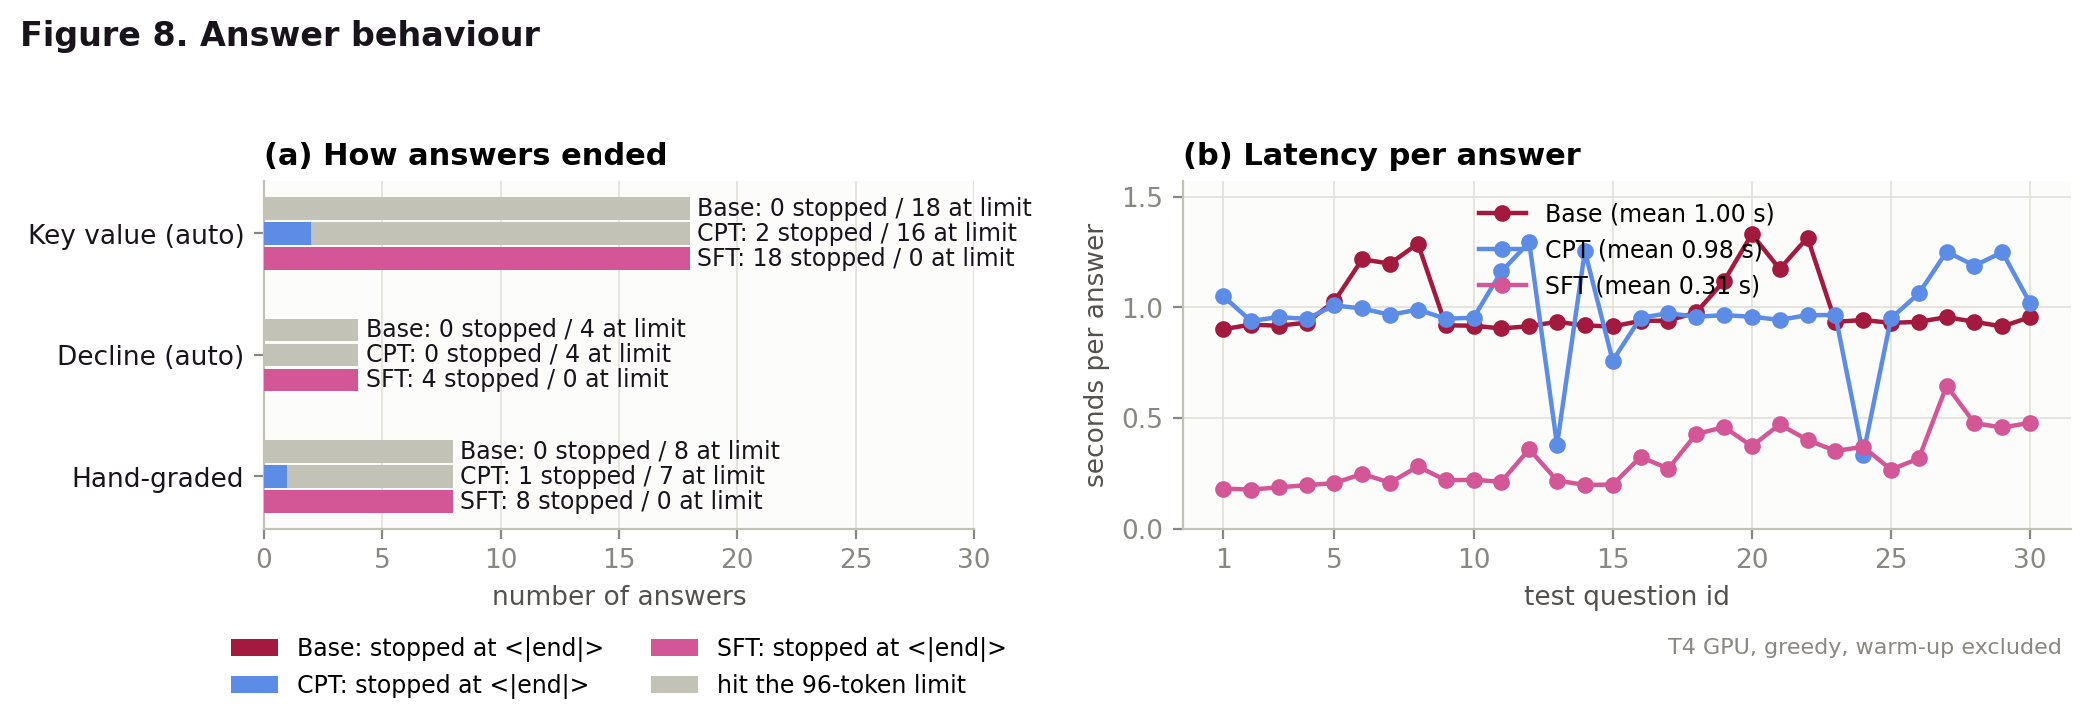 Figure 8. Answer behaviour
(a) How answers ended
Key value (auto)
Base: 0 stopped / 18 at limit
CPT: 2 stopped / 16 at limit
SFT: 18 stopped / 0 at limit
Decline (auto)
Base: 0 stopped / 4 at limit
CPT: 0 stopped / 4 at limit
SFT: 4 stopped / 0 at limit
Hand-graded
Base: 0 stopped / 8 at limit
CPT: 1 stopped / 7 at limit
SFT: 8 stopped / 0 at limit
0 5 10 15 20 25 30
number of answers
Base: stopped at <|end|>
CPT: stopped at <|end|>
SFT: stopped at <|end|>
hit the 96-token limit
(b) Latency per answer
seconds per answer
1.5
1.0
0.5
0.0
Base (mean 1.00 s)
CPT (mean 0.98 s)
SFT (mean 0.31 s)
1 5 10 15 20 25 30
test question id
T4 GPU, greedy, warm-up excluded